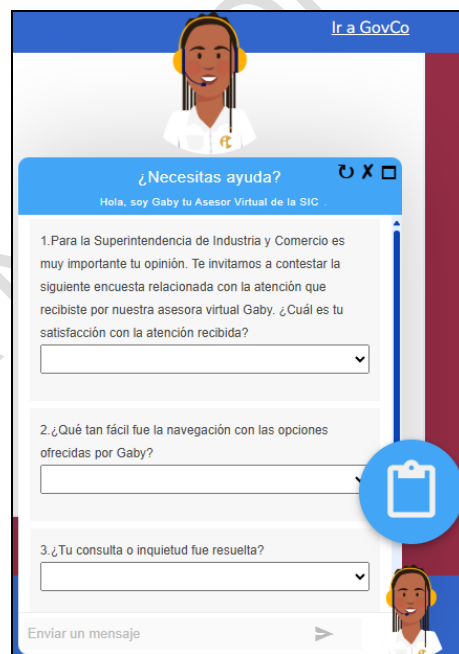 Ir a GovCo
¿Necesitas ayuda?
Hola, soy Gaby tu Asesor Virtual de la SIC .
1.Para la Superintendencia de Industria y Comercio es
muy importante tu opinión. Te invitamos a contestar la
siguiente encuesta relacionada con la atención que
recibiste por nuestra asesora virtual Gaby. ¿Cuál es tu
satisfacción con la atención recibida?
2.¿Qué tan fácil fue la navegación con las opciones
ofrecidas por Gaby?
3.¿Tu consulta o inquietud fue resuelta?
Enviar un mensaje